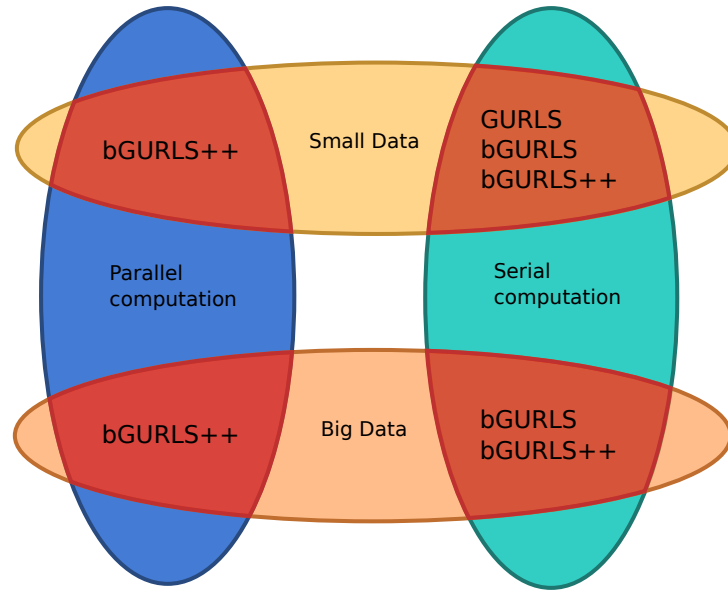 bGURLS++
Small Data
GURLS
bGURLS
bGURLS++
Parallel
computation
Serial
computation
bGURLS++
Big Data
bGURLS
bGURLS++